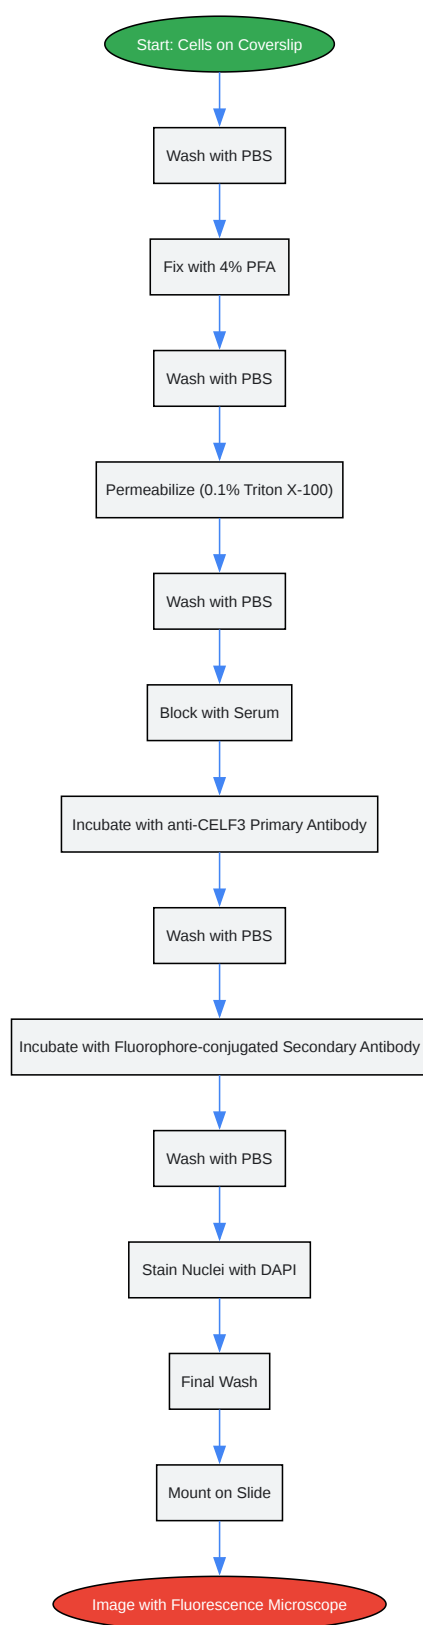 Start: Cells on Coverslip
Wash with PBS
Fix with 4% PFA
Wash with PBS
Permeabilize (0.1% Triton X-100)
Wash with PBS
Block with Serum
Incubate with anti-CELF3 Primary Antibody
Wash with PBS
Incubate with Fluorophore-conjugated Secondary Antibody
Wash with PBS
Stain Nuclei with DAPI
Final Wash
Mount on Slide
Image with Fluorescence Microscope